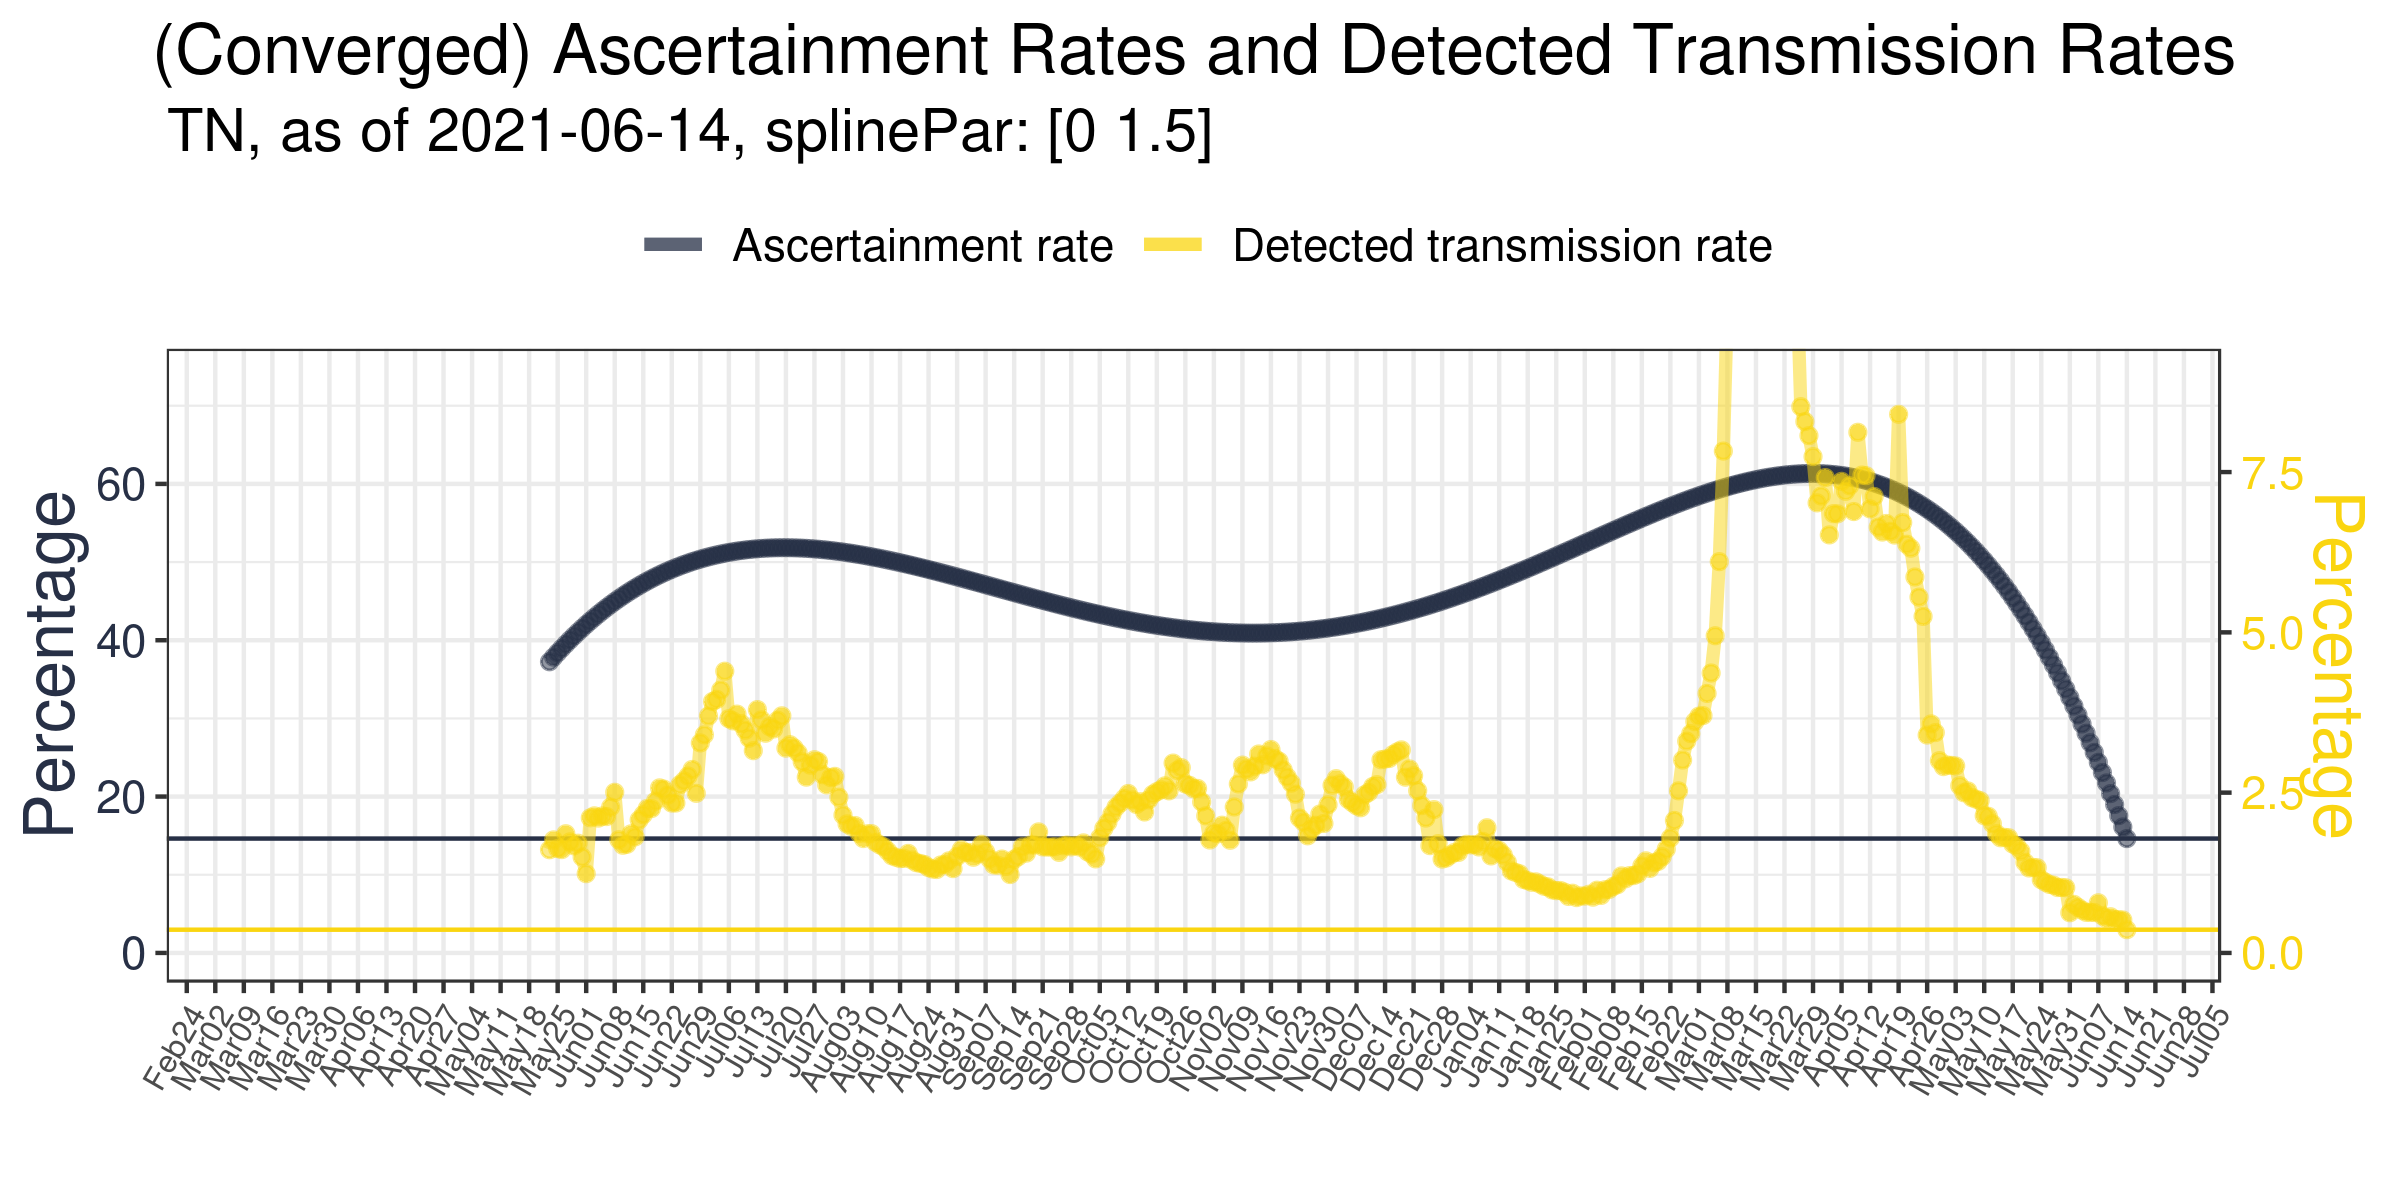 (Converged) Ascertainment Rates and Detected Transmission Rates
TN, as of 2021-06-14, splinePar: [0 1.5]
Ascertainment rate
Detected transmission rate
Percentage
60
40
20
0
7.5
5.0
2.5
0.0
Percentage
Feb24
Mar02
Mar09
Mar16
Mar23
Mar30
Apr06
Apr13
Apr20
Apr27
May04
May11
May18
May25
Jun01
Jun08
Jun15
Jun22
Jun29
Jul06
Jul13
Jul20
Jul27
Aug03
Aug10
Aug17
Aug24
Aug31
Sep07
Sep14
Sep21
Sep28
Oct05
Oct12
Oct19
Oct26
Nov02
Nov09
Nov16
Nov23
Nov30
Dec07
Dec14
Dec21
Dec28
Jan04
Jan11
Jan18
Jan25
Feb01
Feb08
Feb15
Feb22
Mar01
Mar08
Mar15
Mar22
Mar29
Apr05
Apr12
Apr19
Apr26
May03
May10
May17
May24
May31
Jun07
Jun14
Jun21
Jun28
Jul05